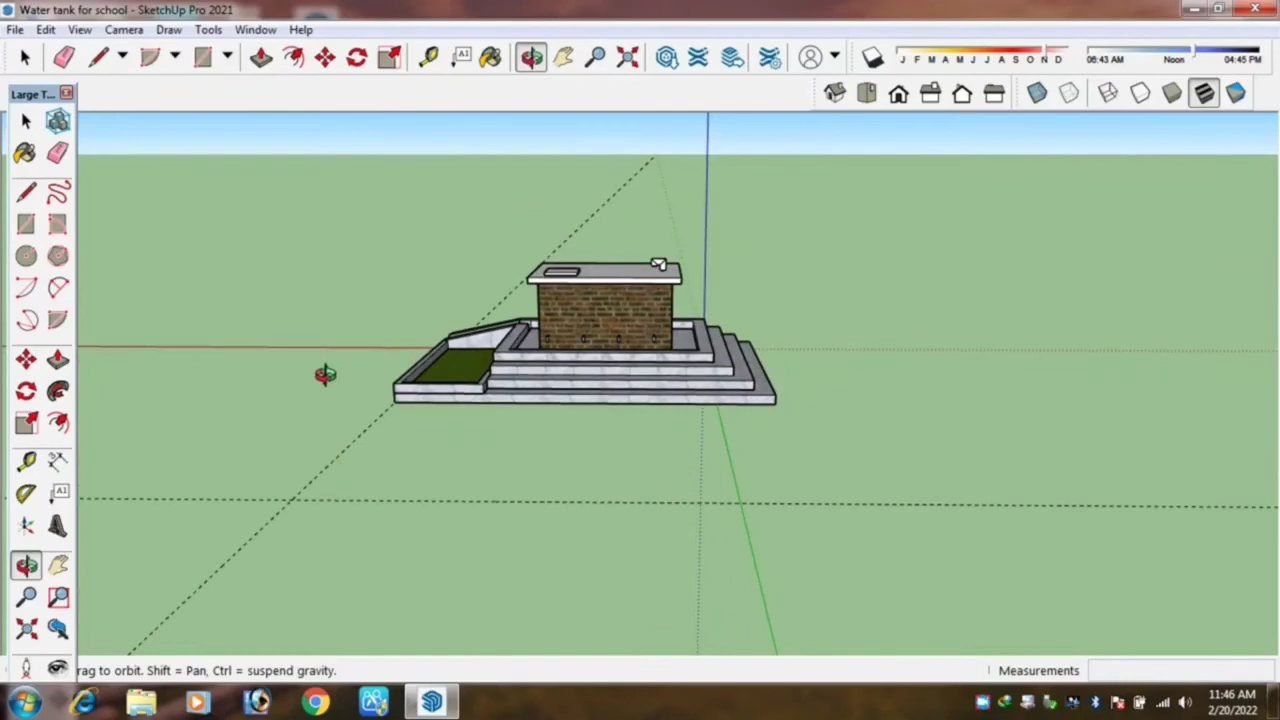 Water tank for school - SketchUp Pro 2021
File Edit View Camera Draw Tools Window Help
A1
J F M A M J J A S O N D
06:43 AM Noon 04:45 PM
Large T...
A1
rag to orbit. Shift = Pan, Ctrl = suspend gravity.
Measurements
11:46 AM
2/20/2022